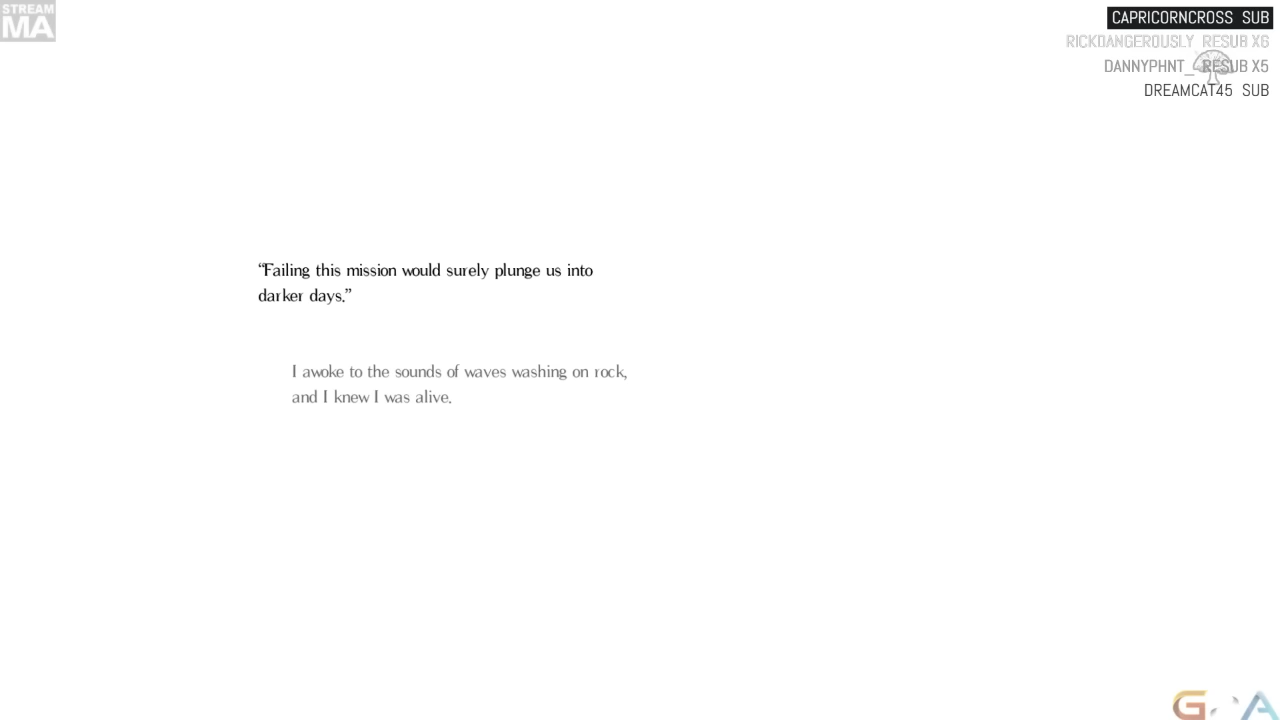 STREAM
MA
CAPRICORNCROSS SUB
RICKDANGEROUSLY RESUB X6
DANNYPHNT_ RESUB X5
DREAMCAT45 SUB
“Failing this mission would surely plunge us into
darker days.”
I awoke to the sounds of waves washing on rock,
and I knew I was alive.